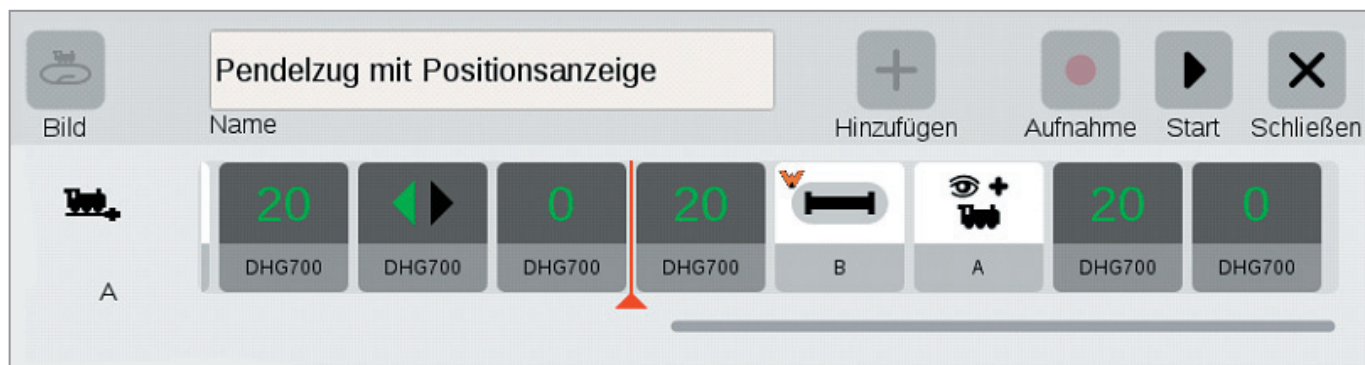 Pendelzug mit Positionsanzeige
Bild
Name
Hinzufügen
Aufnahme
Start
Schließen
20
0
20
20
0
DHG700
DHG700
DHG700
DHG700
B
A
DHG700
DHG700
A